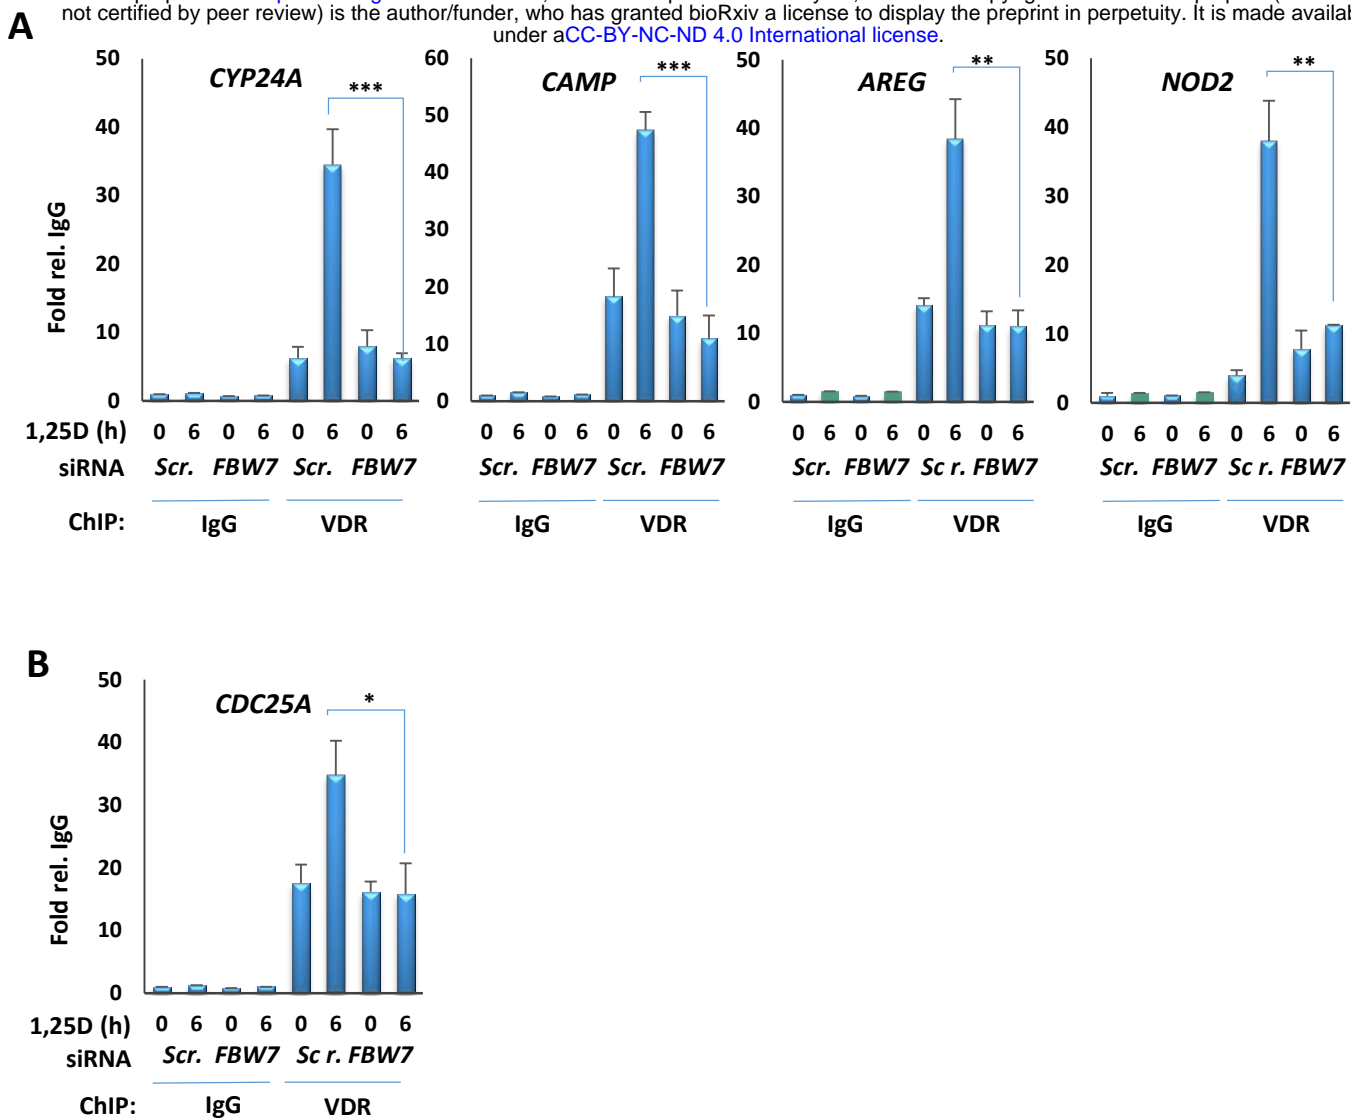 not certified by peer review) is the author/funder, who has granted bioRxiv a license to display the preprint in perpetuity. It is made
under aCC-BY-NC-ND 4.0 International license.
A
CYP24A
***
50
40
30
20
10
0
Fold rel. IgG
CAMP
***
60
50
40
30
20
10
0
AREG
**
50
40
30
20
10
0
NOD2
**
50
40
30
20
10
0
1,25D (h) 0 6 0 6 0 6 0 6 0 6 0 6 0 6 0 6 0 6 0 6 0 6 0 6 0 6 0 6 0 6 0 6
siRNA Scr. FBW7 Scr. FBW7 Scr. FBW7 Scr. FBW7 Scr. FBW7 Sc r. FBW7 Scr. FBW7 Sc r. FBW7
ChIP: IgG VDR IgG VDR IgG VDR IgG VDR
B
CDC25A
*
50
40
30
20
10
0
Fold rel. IgG
1,25D (h) 0 6 0 6 0 6 0 6
siRNA Scr. FBW7 Sc r. FBW7
ChIP: IgG VDR